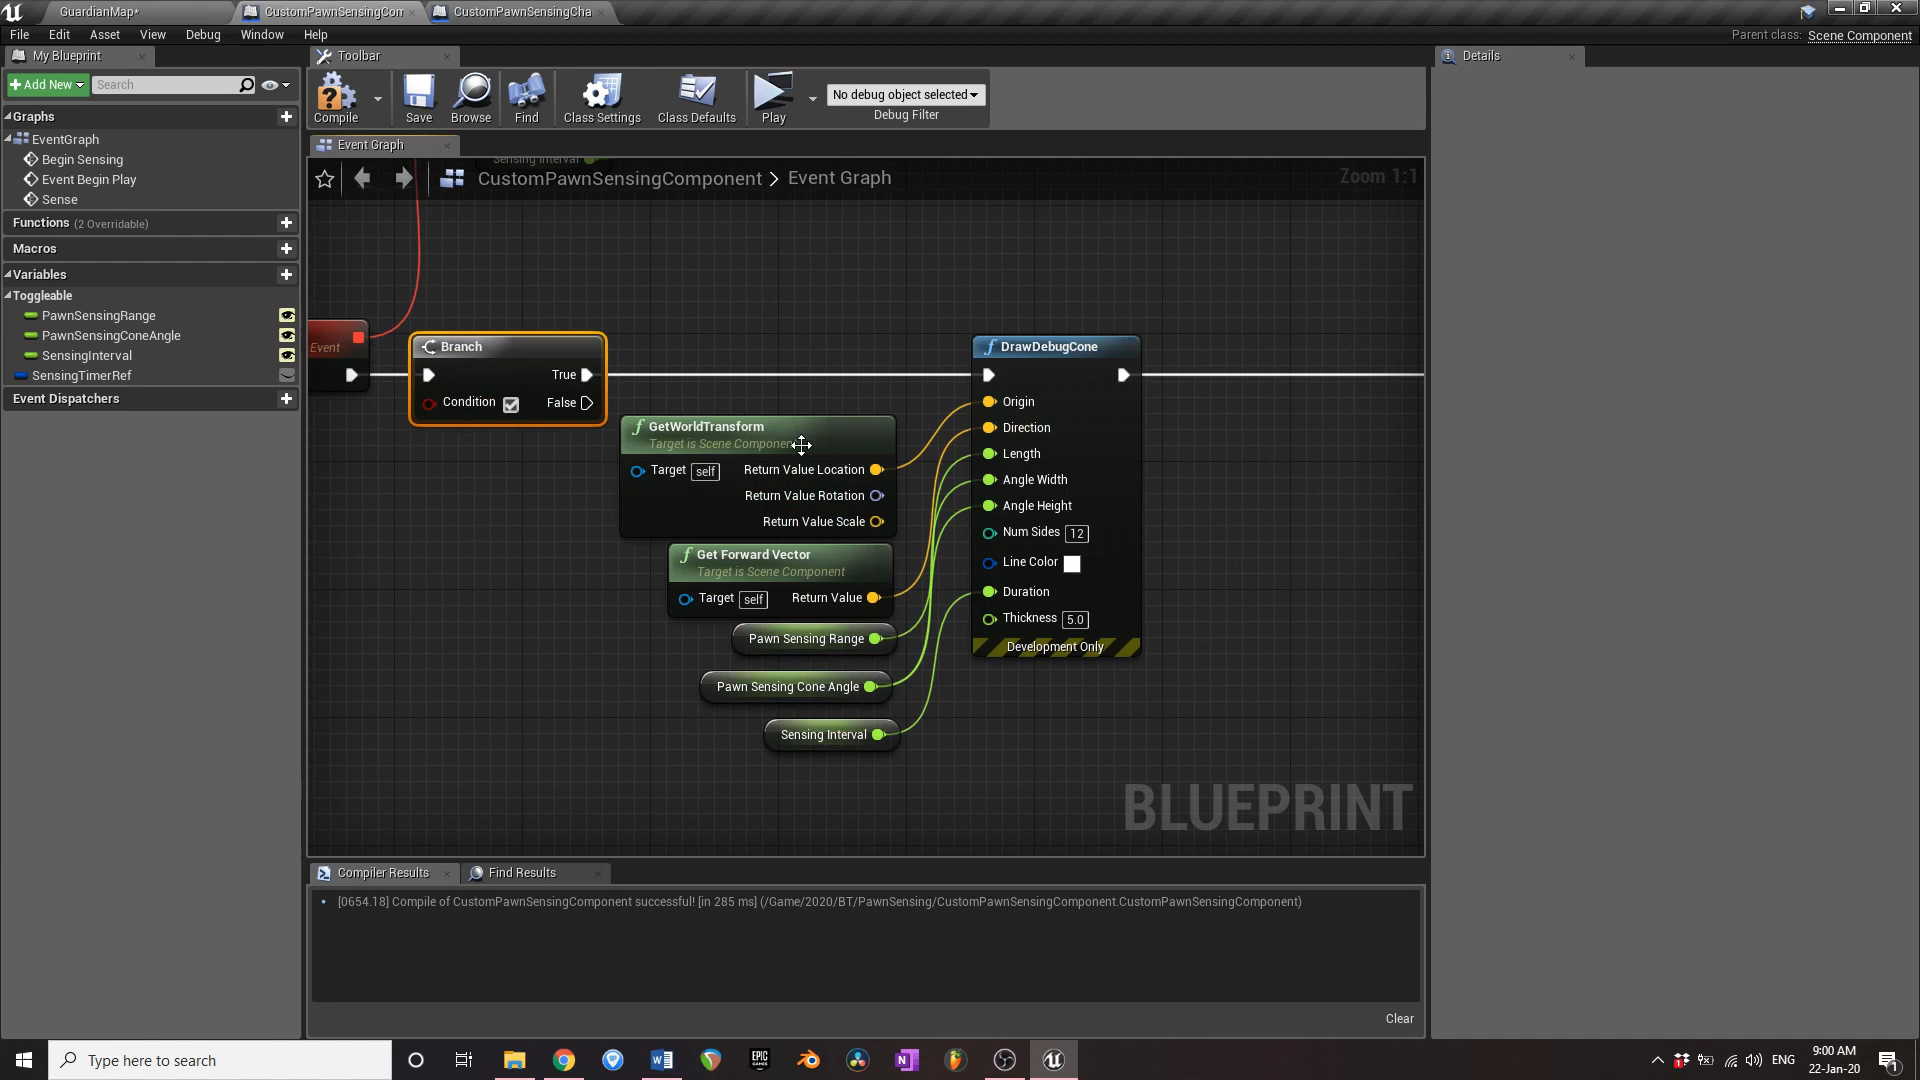 GuardianMap*
CustomPawnSensingCom
CustomPawnSensingCha
File Edit Asset View Debug Window Help
Parent class: Scene Component
My Blueprint
Toolbar
Details
Add New
Search
Compile
Save
Browse
Find
Class Settings
Class Defaults
Play
No debug object selected
Debug Filter
Graphs
EventGraph
Begin Sensing
Event Begin Play
Sense
Functions (2 Overridable)
Macros
Variables
Toggleable
PawnSensingRange
PawnSensingConeAngle
SensingInterval
SensingTimerRef
Event Dispatchers
Event Graph
Sensing Interval
CustomPawnSensingComponent > Event Graph
Zoom 1:1
Event
Branch
True
Condition
False
GetWorldTransform
Target is Scene Component
Target self
Return Value Location
Return Value Rotation
Return Value Scale
Get Forward Vector
Target is Scene Component
Target self
Return Value
Pawn Sensing Range
Pawn Sensing Cone Angle
Sensing Interval
DrawDebugCone
Origin
Direction
Length
Angle Width
Angle Height
Num Sides 12
Line Color
Duration
Thickness 5.0
Development Only
BLUEPRINT
Compiler Results
Find Results
[0654.18] Compile of CustomPawnSensingComponent successful! [in 285 ms] (/Game/2020/BT/PawnSensing/CustomPawnSensingComponent.CustomPawnSensingComponent)
Clear
Type here to search
EPIC GAMES
ENG
9:00 AM
22-Jan-20
1